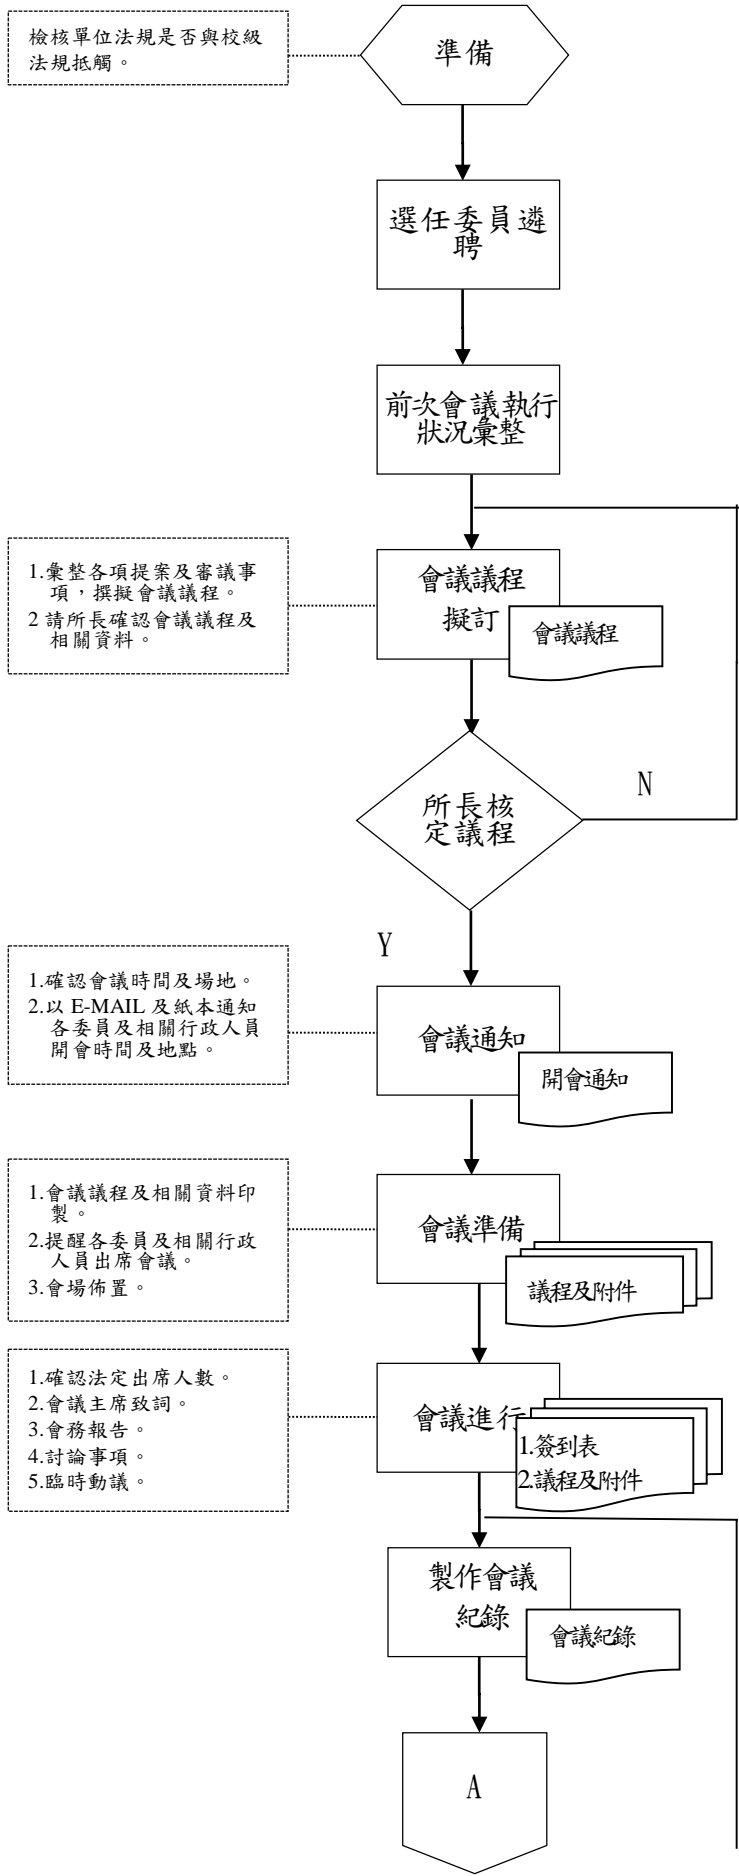 檢核單位法規是否與校級
法規抵觸。
準備
選任委員遴
聘
前次會議執行
狀況彙整
1.彙整各項提案及審議事
項，撰擬會議議程。
2 請所長確認會議議程及
相關資料。
會議議程
擬訂
會議議程
所長核
定議程
N
Y
1.確認會議時間及場地。
2.以 E-MAIL 及紙本通知
各委員及相關行政人員
開會時間及地點。
會議通知
開會通知
1.會議議程及相關資料印
製。
2.提醒各委員及相關行政
人員出席會議。
3.會場佈置。
會議準備
議程及附件
1.確認法定出席人數。
2.會議主席致詞。
3.會務報告。
4.討論事項。
5.臨時動議。
會議進行
1.簽到表
2.議程及附件
製作會議
紀錄
會議紀錄
A